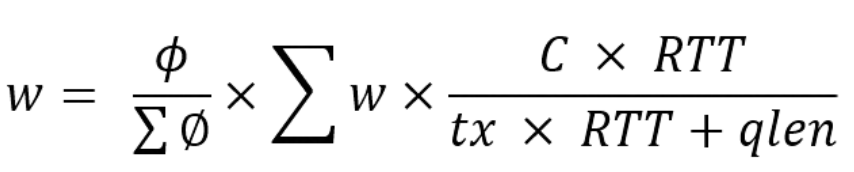 w = ϕ / ∑ Ø × ∑ w × C × RTT / tx × RTT + qlen